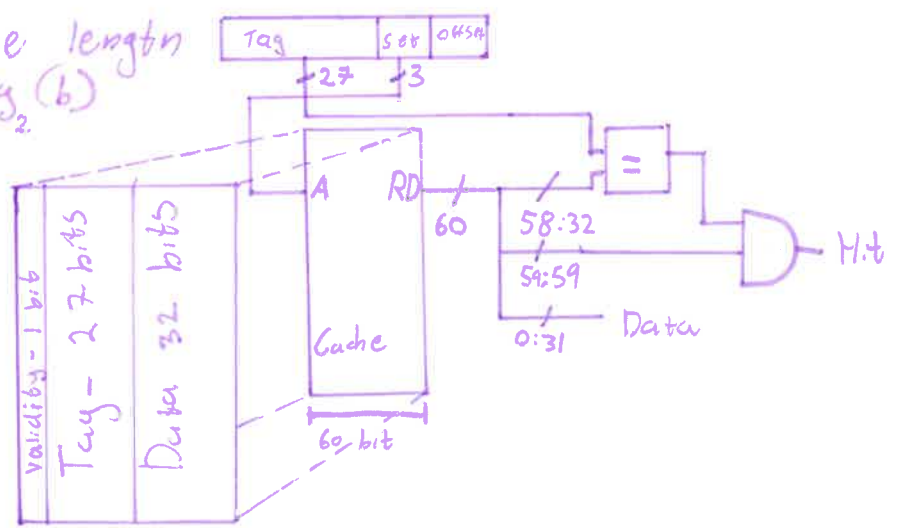 e length
(b)
2.
Tag Set Offset
27 3
A RD
60
=
58:32
59:59
0:31 Data
Hit
Cache
60 bit
Validity - 1 bit
Tag - 27 bits
Data 32 bits